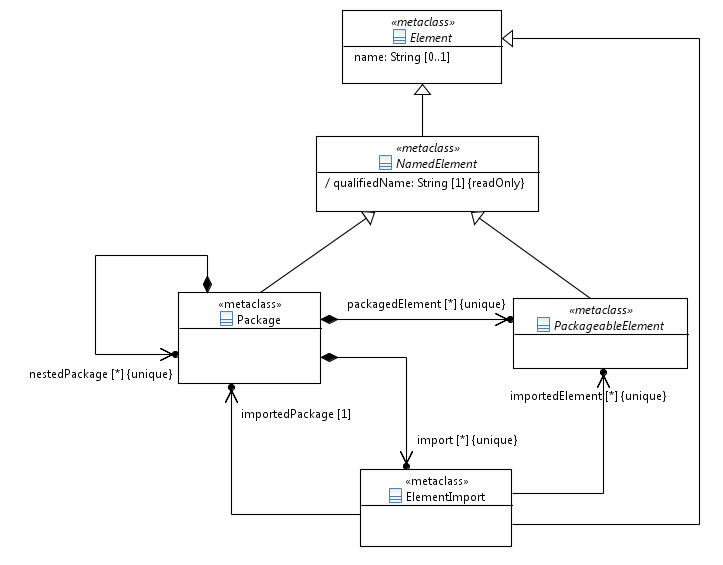 «metaclass»
Element
name: String [0..1]
«metaclass»
NamedElement
/ qualifiedName: String [1] {readOnly}
«metaclass»
Package
packagedElement [*] {unique}
«metaclass»
PackageableElement
nestedPackage [*] {unique}
importedElement [*] {unique}
importedPackage [1]
import [*] {unique}
«metaclass»
ElementImport